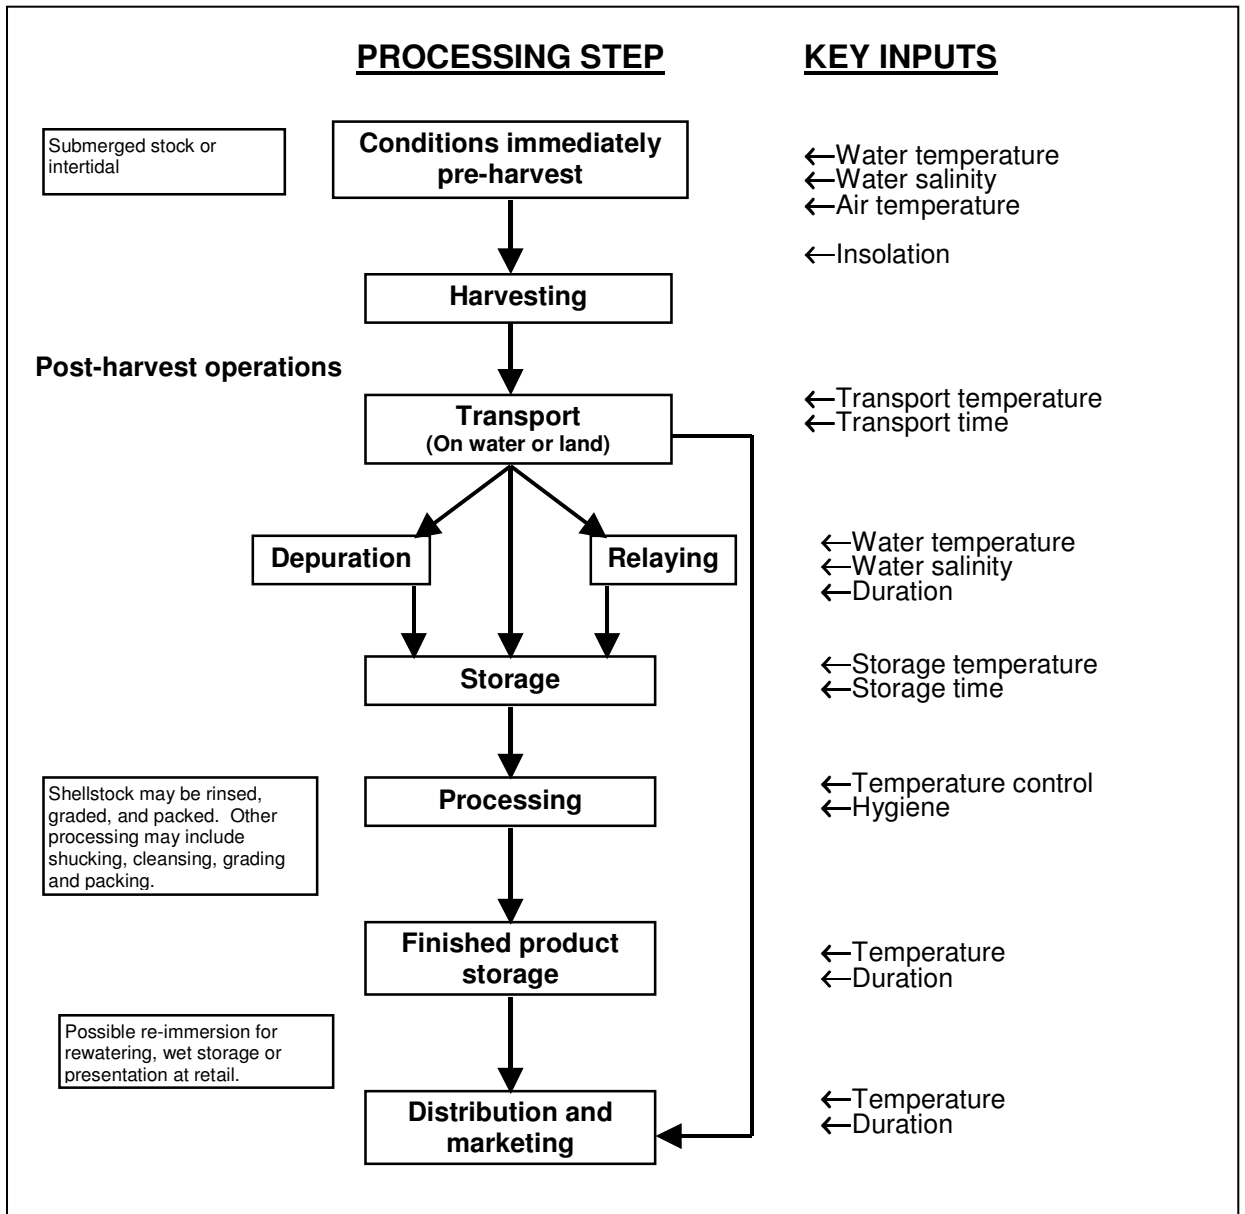 PROCESSING STEP
KEY INPUTS
Submerged stock or
intertidal
Conditions immediately
pre-harvest
←Water temperature
←Water salinity
←Air temperature
←Insolation
Harvesting
Post-harvest operations
Transport
(On water or land)
←Transport temperature
←Transport time
Depuration
Relaying
←Water temperature
←Water salinity
←Duration
Storage
←Storage temperature
←Storage time
Shellstock may be rinsed,
graded, and packed.  Other
processing may include
shucking, cleansing, grading
and packing.
Processing
←Temperature control
←Hygiene
Finished product
storage
←Temperature
←Duration
Possible re-immersion for
rewatering, wet storage or
presentation at retail.
Distribution and
marketing
←Temperature
←Duration